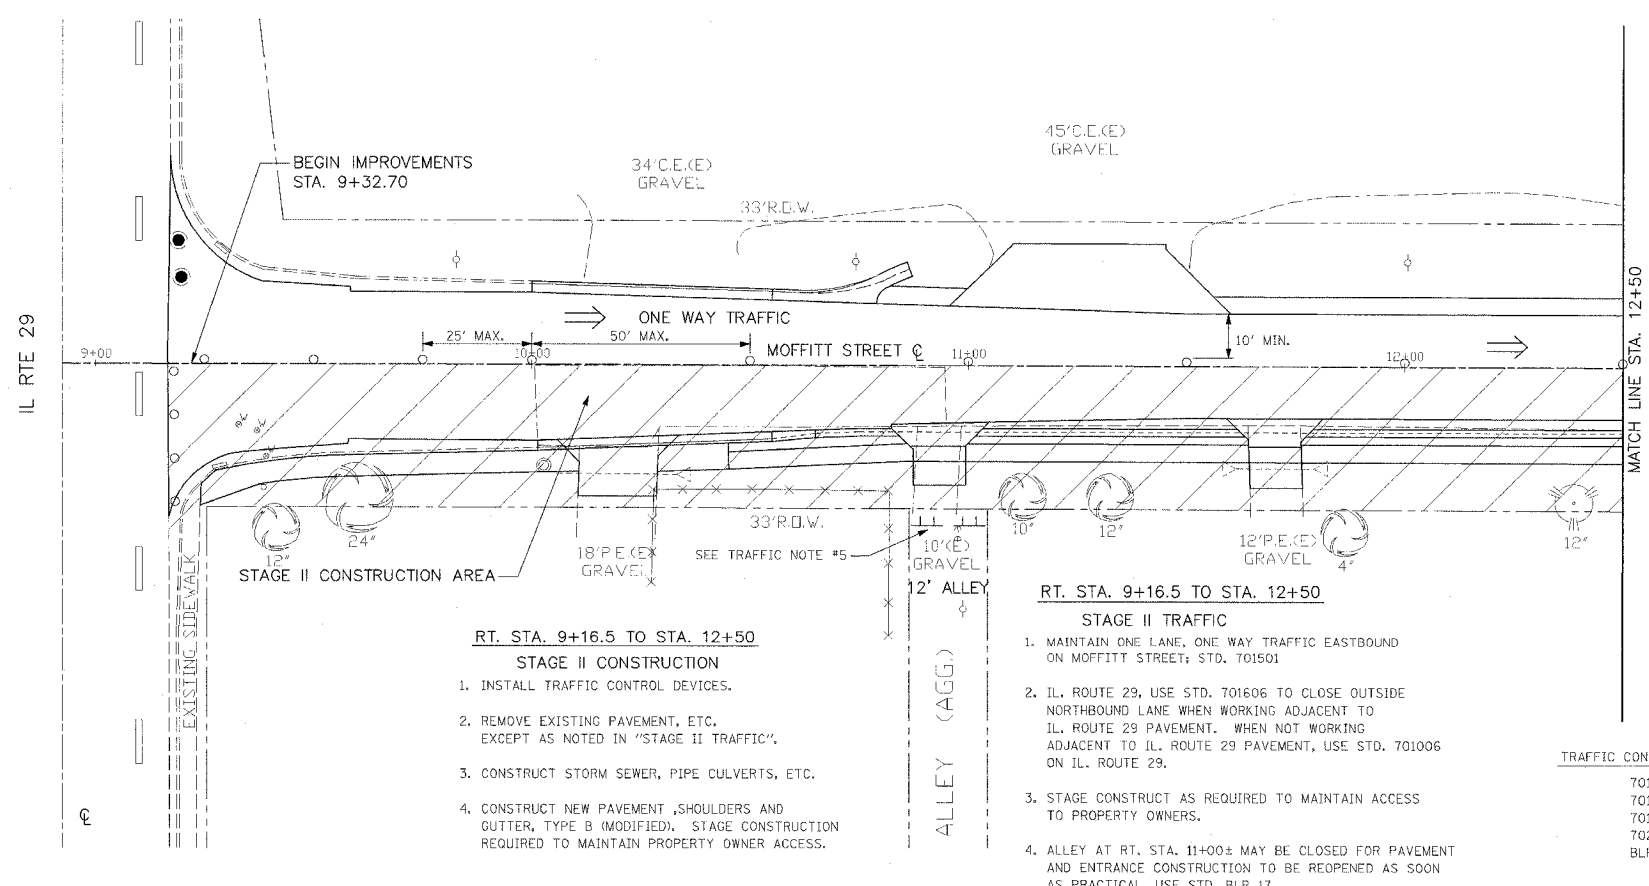 45'C.E.(E)
GRAVEL
BEGIN IMPROVEMENTS
STA. 9+32.70
34'C.E.(E)
GRAVEL
33'R.O.W.
IL RTE 29
ONE WAY TRAFFIC
25' MAX.
50' MAX.
10' MIN.
9+00
10+00
MOFFITT STREET ℄
11+00
12+00
MATCH LINE STA. 12+50
33'R.O.W.
24"
12"
10"
12"
12"
4"
18'P.E.(E)
GRAVEL
SEE TRAFFIC NOTE #5
10'(E)
GRAVEL
12'P.E.(E)
GRAVEL
STAGE II CONSTRUCTION AREA
12' ALLEY
EXISTING SIDEWALK
ALLEY (AGG.)
℄
RT. STA. 9+16.5 TO STA. 12+50
STAGE II CONSTRUCTION
1. INSTALL TRAFFIC CONTROL DEVICES.
2. REMOVE EXISTING PAVEMENT, ETC.
EXCEPT AS NOTED IN "STAGE II TRAFFIC".
3. CONSTRUCT STORM SEWER, PIPE CULVERTS, ETC.
4. CONSTRUCT NEW PAVEMENT ,SHOULDERS AND
GUTTER, TYPE B (MODIFIED). STAGE CONSTRUCTION
REQUIRED TO MAINTAIN PROPERTY OWNER ACCESS.
RT. STA. 9+16.5 TO STA. 12+50
STAGE II TRAFFIC
1. MAINTAIN ONE LANE, ONE WAY TRAFFIC EASTBOUND
ON MOFFITT STREET; STD. 701501
2. IL. ROUTE 29, USE STD. 701606 TO CLOSE OUTSIDE
NORTHBOUND LANE WHEN WORKING ADJACENT TO
IL. ROUTE 29 PAVEMENT. WHEN NOT WORKING
ADJACENT TO IL. ROUTE 29 PAVEMENT, USE STD. 701006
ON IL. ROUTE 29.
3. STAGE CONSTRUCT AS REQUIRED TO MAINTAIN ACCESS
TO PROPERTY OWNERS.
4. ALLEY AT RT. STA. 11+00± MAY BE CLOSED FOR PAVEMENT
AND ENTRANCE CONSTRUCTION TO BE REOPENED AS SOON
AS PRACTICAL. USE STD. BLR 17
TRAFFIC CON
701
701
701
702
BLR